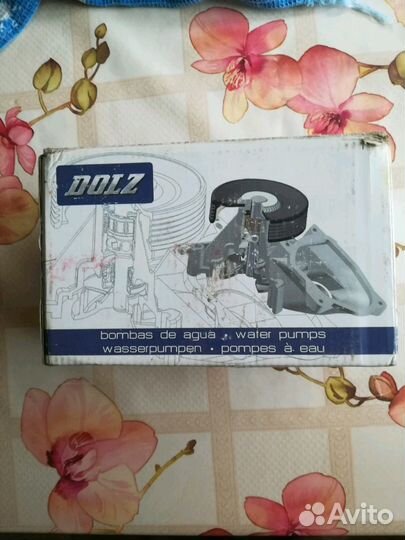 DOLZ
bombas de agua • water pumps
wasserpumpen • pompes à eau
Avito